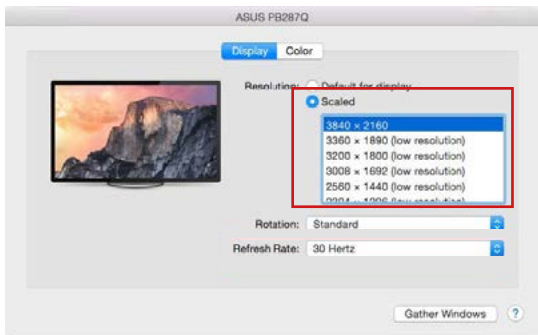 ASUS PB287Q
Display Color
Resolution: Default for display
Scaled
3840 × 2160
3360 × 1890 (low resolution)
3200 × 1800 (low resolution)
3008 × 1692 (low resolution)
2560 × 1440 (low resolution)
Rotation: Standard
Refresh Rate: 30 Hertz
Gather Windows ?